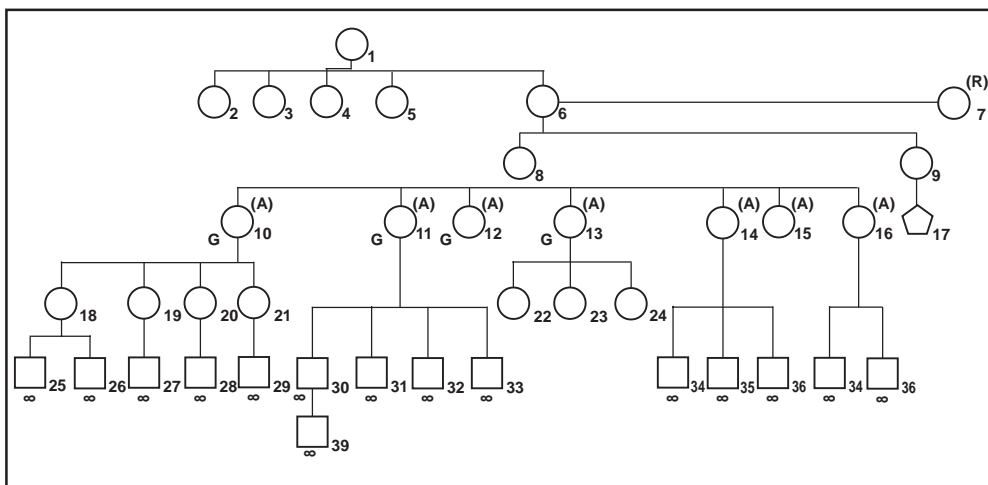 1
(R)
2 3 4 5 6 7
8 9
(A) (A) (A) (A) (A) (A) (A)
G 10 G 11 G 12 G 13 14 15 16 17
18 19 20 21 22 23 24
25 26 27 28 29 30 31 32 33 34 35 36 34 36
∞ ∞ ∞ ∞ ∞ ∞ ∞ ∞ ∞ ∞ ∞ ∞ ∞ ∞
39
∞